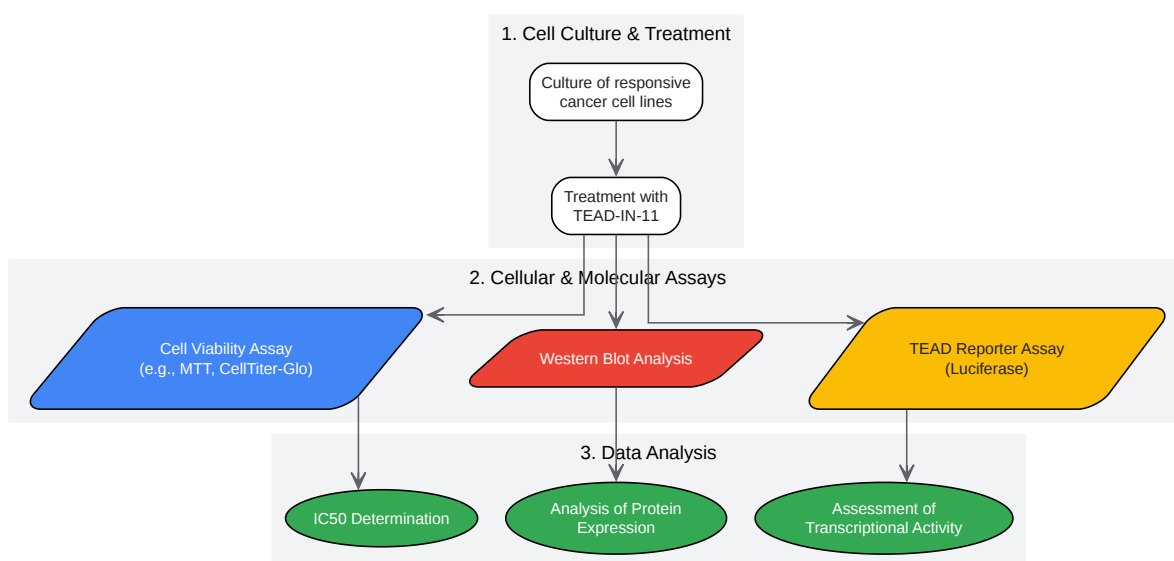 1. Cell Culture & Treatment
Culture of responsive
cancer cell lines
Treatment with
TEAD-IN-11
2. Cellular & Molecular Assays
Cell Viability Assay
(e.g., MTT, CellTiter-Glo)
Western Blot Analysis
TEAD Reporter Assay
(Luciferase)
3. Data Analysis
IC50 Determination
Analysis of Protein
Expression
Assessment of
Transcriptional Activity